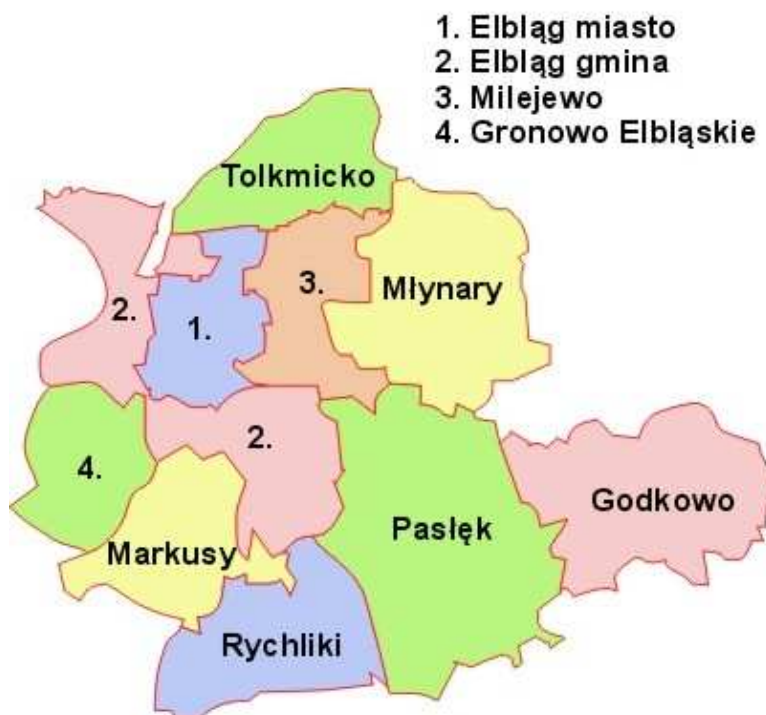 1. Elbląg miasto
2. Elbląg gmina
3. Milejewo
4. Gronowo Elbląskie
Tolkmicko
Młynary
3.
2.
1.
2.
4.
Godkowo
Pasłęk
Markusy
Rychliki